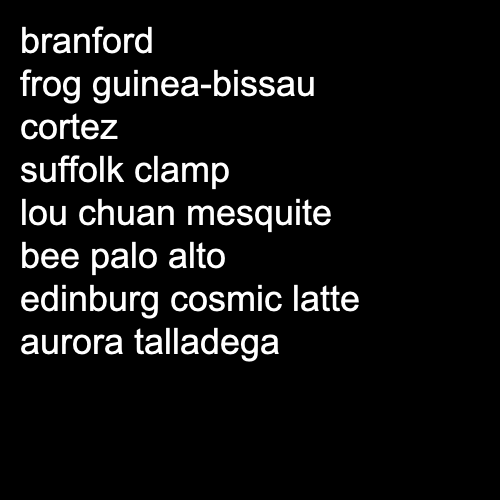 branford
frog guinea-bissau
cortez
suffolk clamp
lou chuan mesquite
bee palo alto
edinburg cosmic latte
aurora talladega